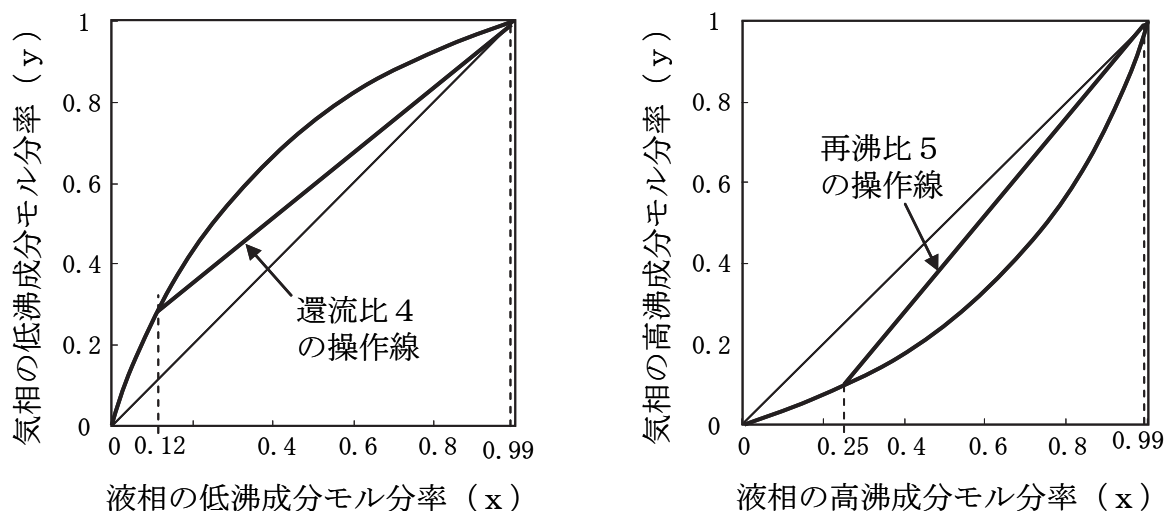 気相の低沸成分モル分率（y）
1
0.8
0.6
0.4
0.2
0
還流比４
の操作線
0 0.12 0.4 0.6 0.8 0.99
液相の低沸成分モル分率（x）
気相の高沸成分モル分率（y）
1
0.8
0.6
0.4
0.2
0
再沸比５
の操作線
0 0.25 0.4 0.6 0.8 0.99
液相の高沸成分モル分率（x）